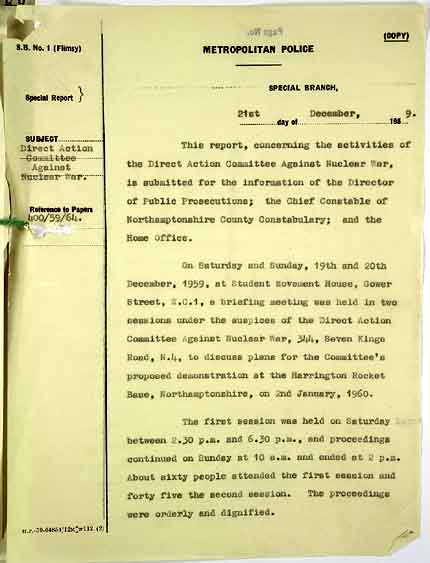 Page No.
(COPY)
S.B. No. 1 (Flimsy)
METROPOLITAN POLICE
Special Report }
SPECIAL BRANCH,
21st December, 9.
day of 195
SUBJECT
Direct Action
Committee
Against
Nuclear War.
Reference to Papers
400/59/64.
This report, concerning the activities of
the Direct Action Committee Against Nuclear War,
is submitted for the information of the Director
of Public Prosecutions; the Chief Constable of
Northamptonshire County Constabulary; and the
Home Office.
On Saturday and Sunday, 19th and 20th
December, 1959, at Student Movement House, Gower
Street, W.C.1, a briefing meeting was held in two
sessions under the auspices of the Direct Action
Committee Against Nuclear War, 344, Seven Kings
Road, N.4, to discuss plans for the Committee's
proposed demonstration at the Harrington Rocket
Base, Northamptonshire, on 2nd January, 1960.
The first session was held on Saturday
between 2.30 p.m. and 6.30 p.m., and proceedings
continued on Sunday at 10 a.m. and ended at 2 p.m.
About sixty people attended the first session and
forty five the second session. The proceedings
were orderly and dignified.